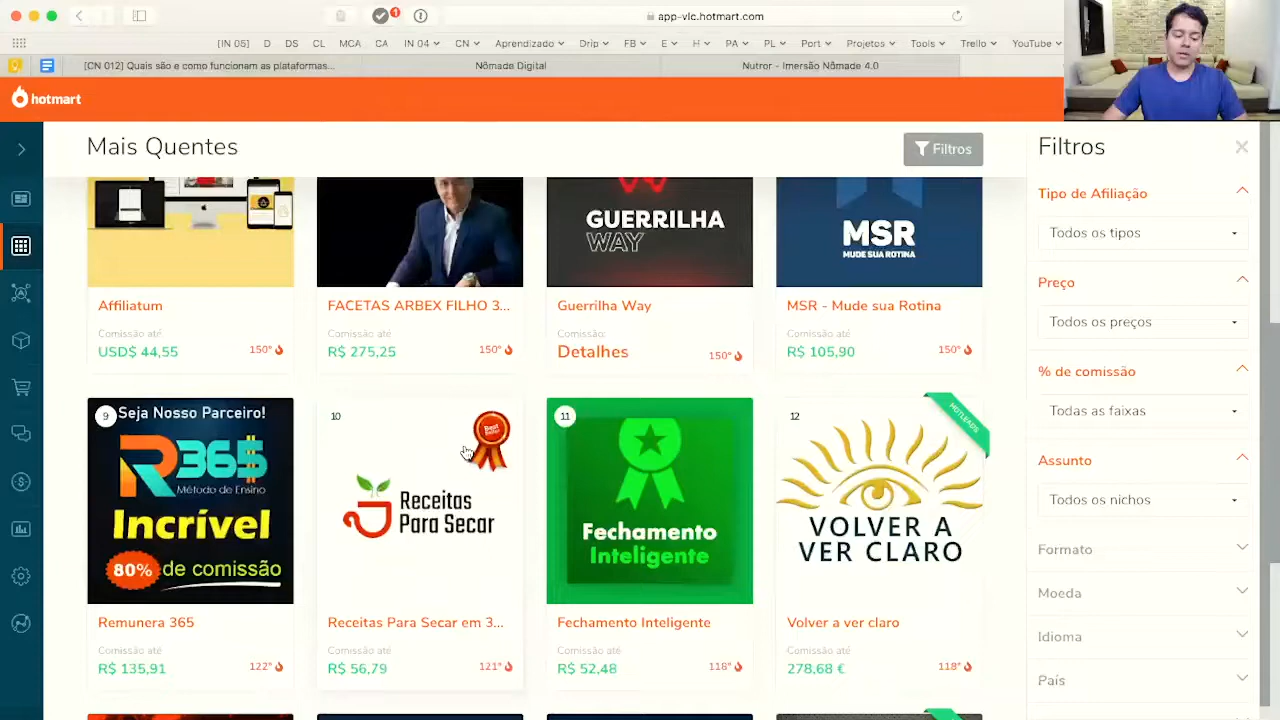 1
app-vlc.hotmart.com
[IN 05]
D
DS
CL
MCA
CA
IN 04
CN
Aprendizado
Drip
FB
E
H
PA
PL
Port
Projetos
Tools
Trello
YouTube
[CN 012] Quais são e como funcionam as plataformas...
Nômade Digital
Nutror - Imersão Nômade 4.0
hotmart
Mais Quentes
Filtros
GUERRILHA
WAY
MSR
MUDE SUA ROTINA
Affiliatum
Comissão até
USD$ 44,55
150°
FACETAS ARBEX FILHO 3...
Comissão até
R$ 275,25
150°
Guerrilha Way
Comissão:
Detalhes
150°
MSR - Mude sua Rotina
Comissão até
R$ 105,90
150°
9
Seja Nosso Parceiro!
R365
Método de Ensino
Incrível
80% de comissão
Remunera 365
Comissão até
R$ 135,91
122°
10
Best
Seller
Receitas
Para Secar
Receitas Para Secar em 3...
Comissão até
R$ 56,79
121°
11
Fechamento
Inteligente
Fechamento Inteligente
Comissão até
R$ 52,48
118°
12
HOTLEADS
VOLVER A
VER CLARO
Volver a ver claro
Comissão até
278,68 €
118°
Filtros
Tipo de Afiliação
Todos os tipos
Preço
Todos os preços
% de comissão
Todas as faixas
Assunto
Todos os nichos
Formato
Moeda
Idioma
País